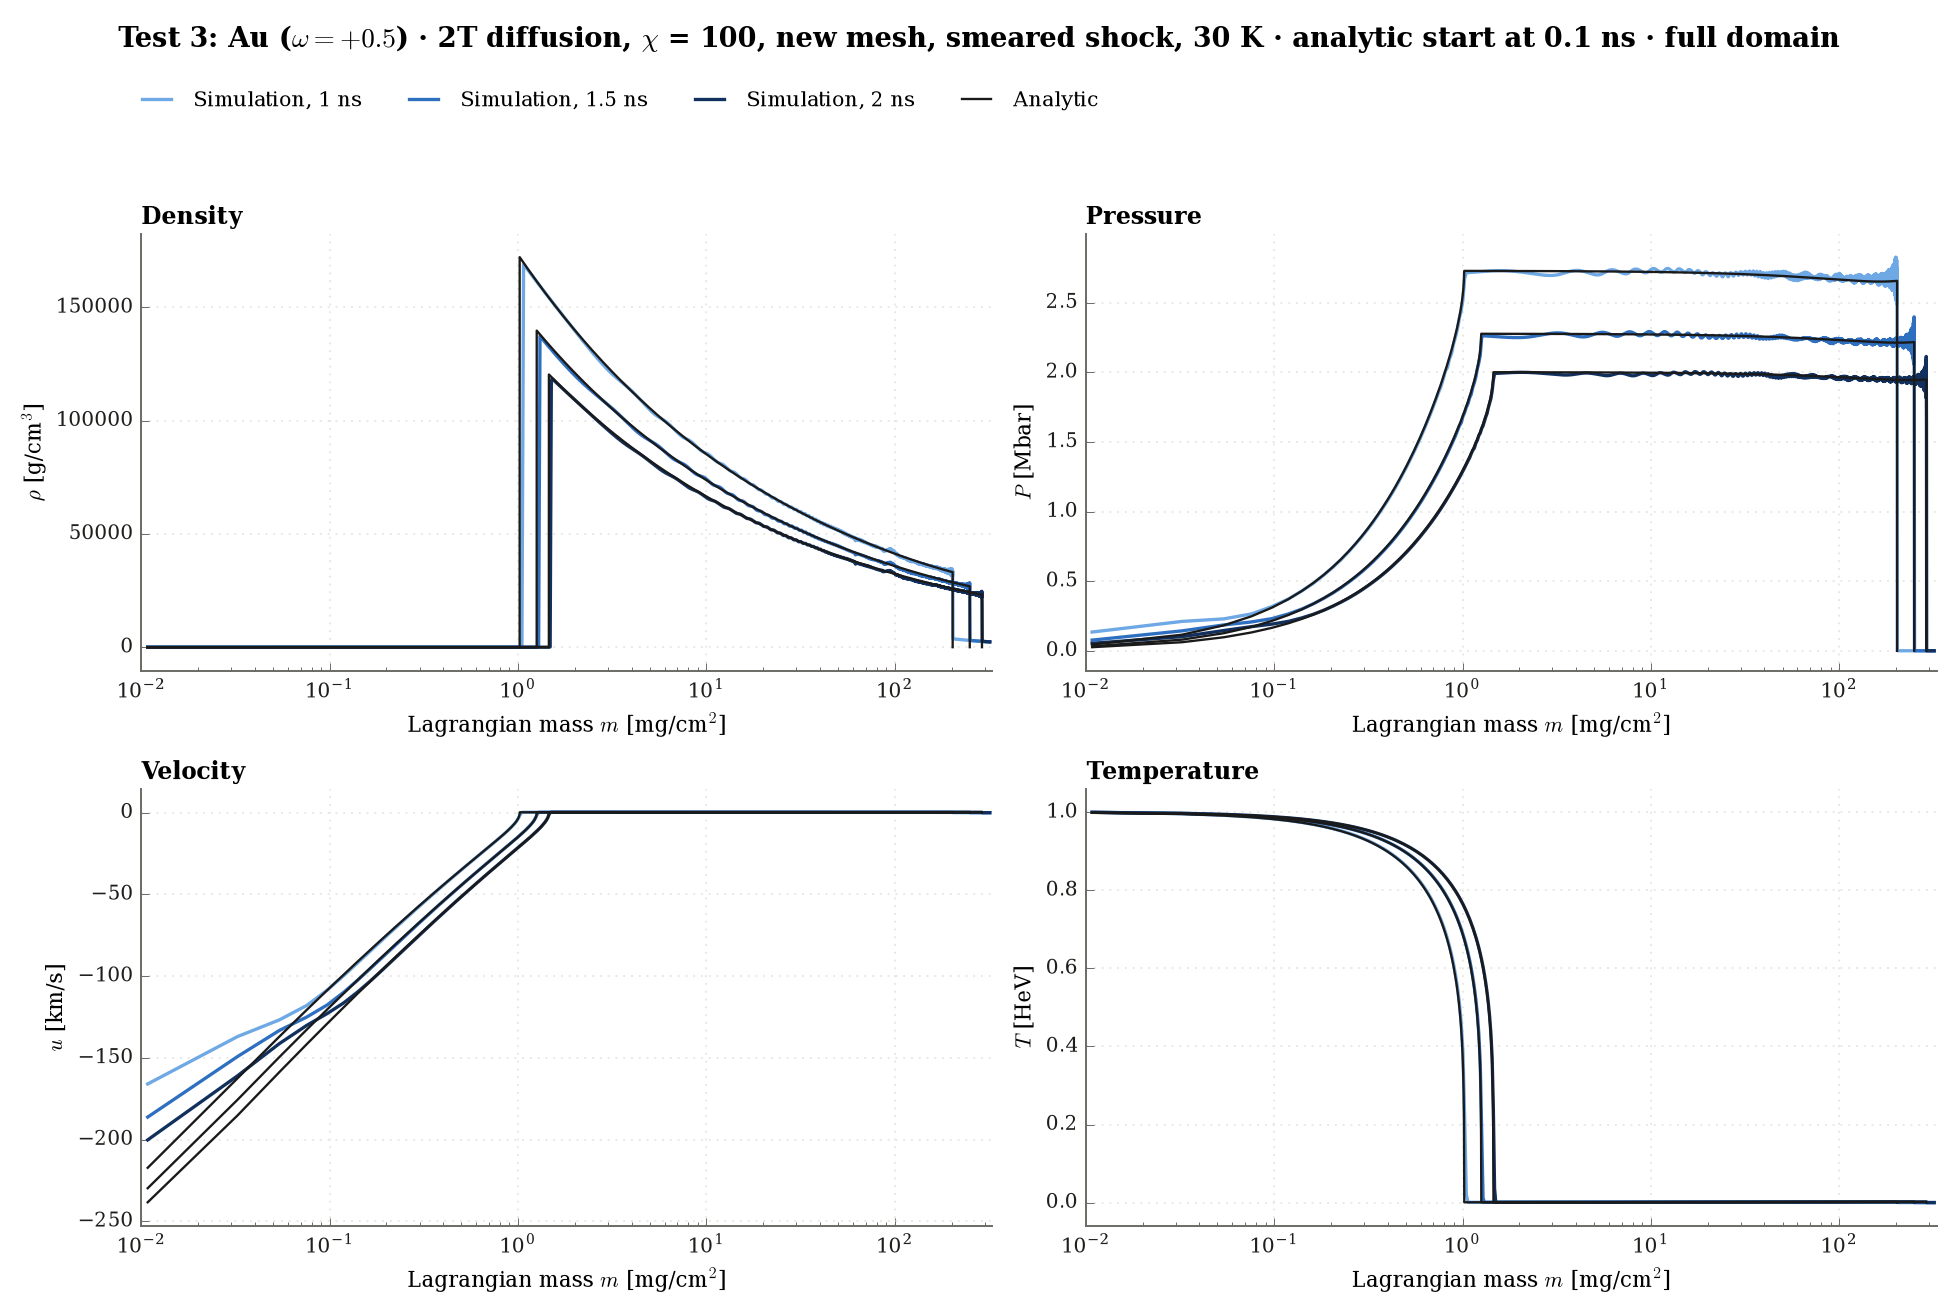 Test 3: Au (ω = +0.5) · 2T diffusion, χ = 100, new mesh, smeared shock, 30 K · analytic start at 0.1 ns · full domain
Simulation, 1 ns
Simulation, 1.5 ns
Simulation, 2 ns
Analytic
Density
150000
100000
50000
0
ρ [g/cm³]
10⁻² 10⁻¹ 10⁰ 10¹ 10²
Lagrangian mass m [mg/cm²]
Pressure
2.5
2.0
1.5
1.0
0.5
0.0
P [Mbar]
10⁻² 10⁻¹ 10⁰ 10¹ 10²
Lagrangian mass m [mg/cm²]
Velocity
0
−50
−100
−150
−200
−250
u [km/s]
10⁻² 10⁻¹ 10⁰ 10¹ 10²
Lagrangian mass m [mg/cm²]
Temperature
1.0
0.8
0.6
0.4
0.2
0.0
T [HeV]
10⁻² 10⁻¹ 10⁰ 10¹ 10²
Lagrangian mass m [mg/cm²]